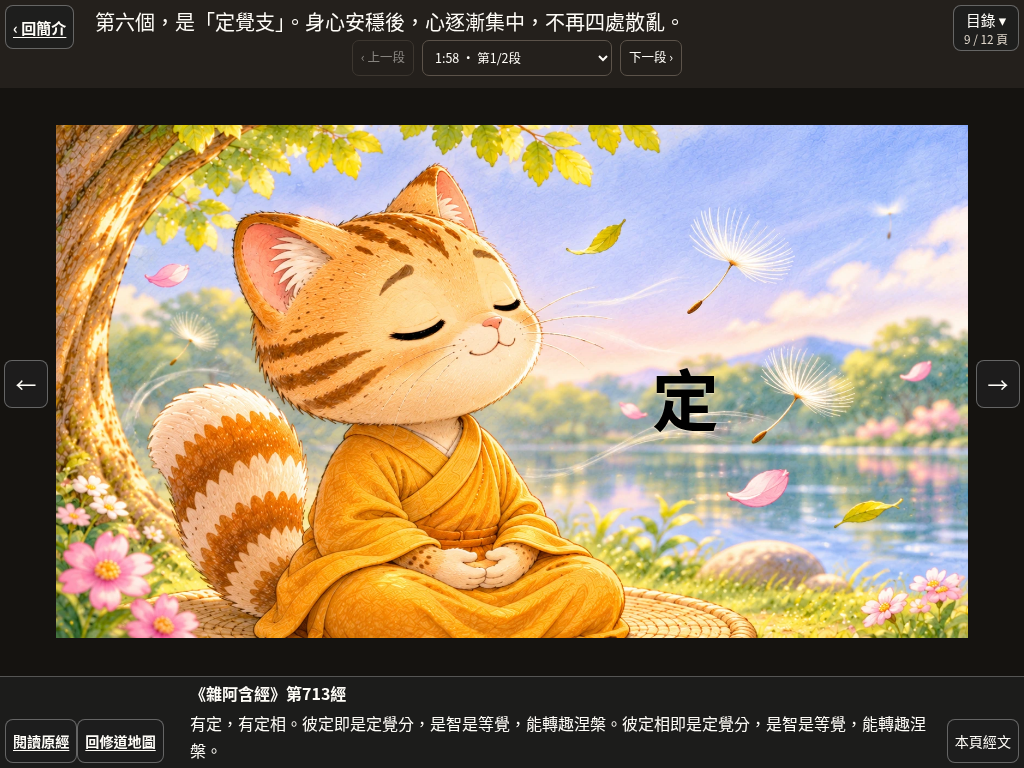 ‹ 回簡介
第六個，是「定覺支」。身心安穩後，心逐漸集中，不再四處散亂。
目錄 ▾
9 / 12 頁
‹ 上一段
1:58 · 第1/2段
下一段 ›
←
定
→
《雜阿含經》第713經
有定，有定相。彼定即是定覺分，是智是等覺，能轉趣涅槃。彼定相即是定覺分，是智是等覺，能轉趣涅
槃。
閱讀原經
回修道地圖
本頁經文